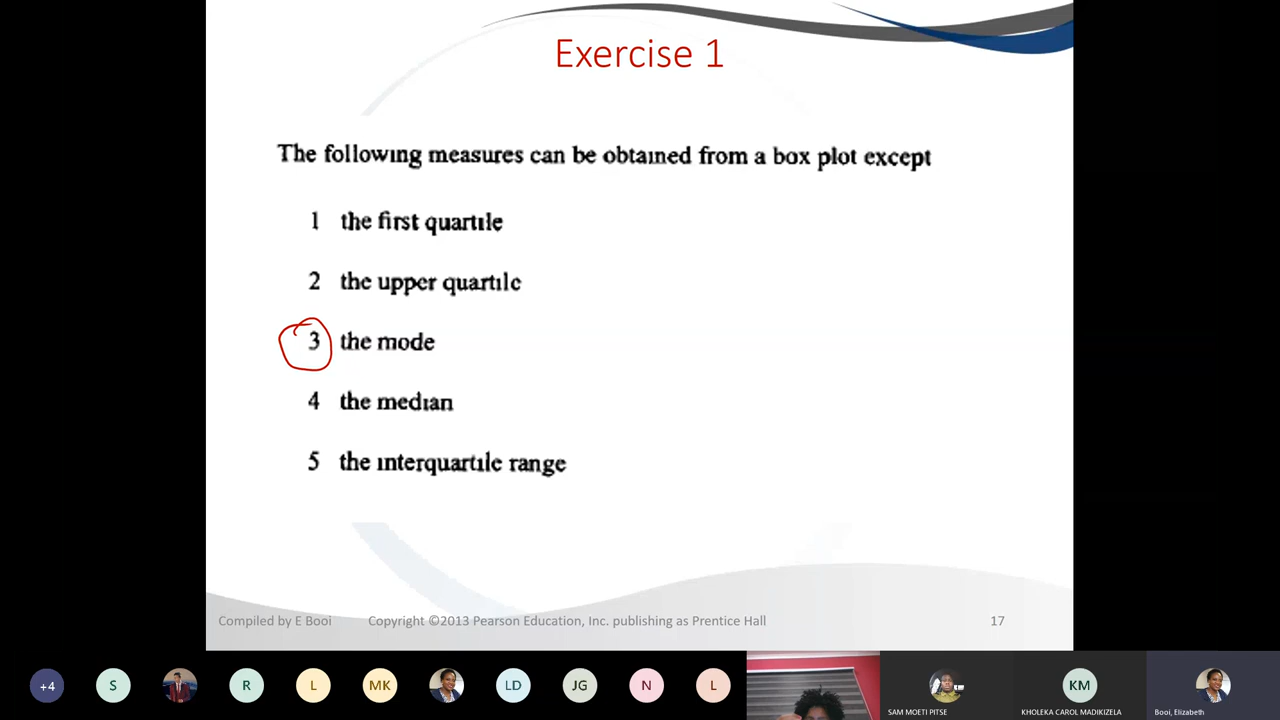 Exercise 1
The following measures can be obtained from a box plot except
1 the first quartile
2 the upper quartile
3 the mode
4 the median
5 the interquartile range
Compiled by E Booi Copyright ©2013 Pearson Education, Inc. publishing as Prentice Hall 17
+4 S R L MK LD JG N L KM
SAM MOETI PITSE KHOLEKA CAROL MADIKIZELA Booi, Elizabeth